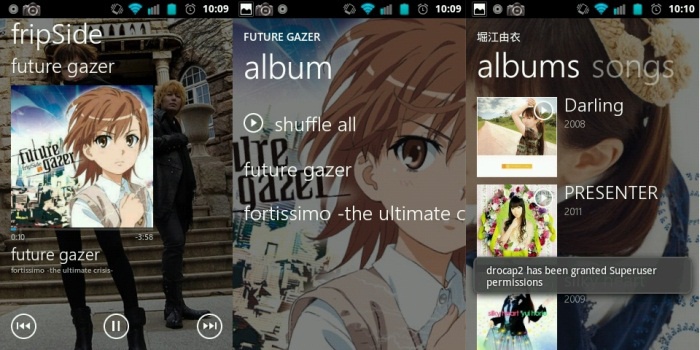 10:09
fripSide
future gazer
Future
fripSide
gazer
0:10
-3:58
future gazer
fortissimo -the ultimate crisis-
10:09
FUTURE GAZER
album
shuffle all
future gazer
fortissimo -the ultimate c
10:10
堀江由衣
albums songs
Darling
2008
PRESENTER
2011
drocap2 has been granted Superuser
permissions
2009